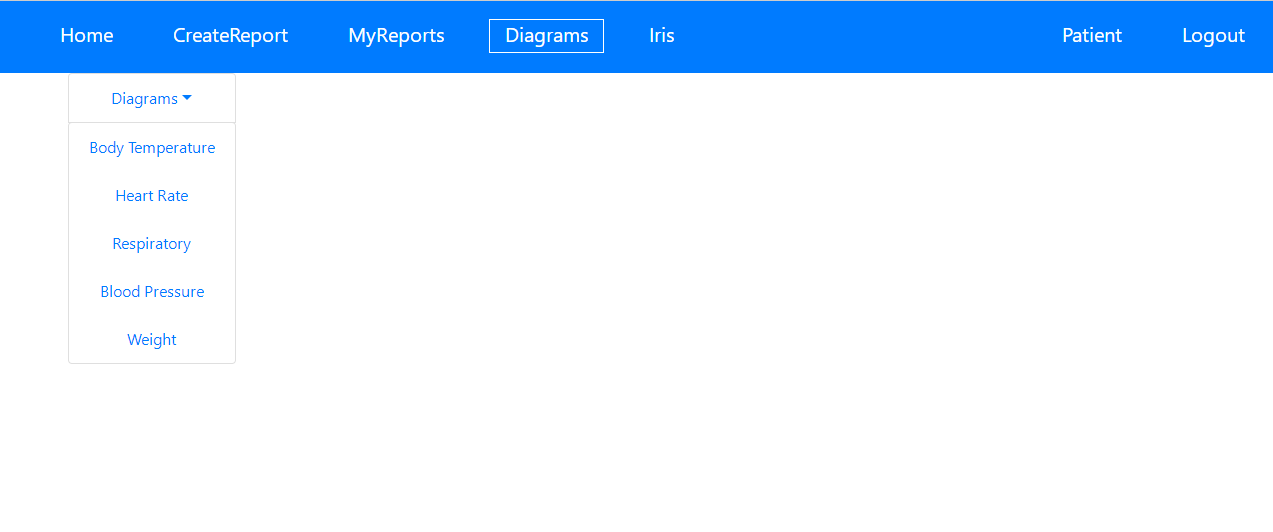 Home CreateReport MyReports Diagrams Iris Patient Logout
Diagrams
Body Temperature
Heart Rate
Respiratory
Blood Pressure
Weight